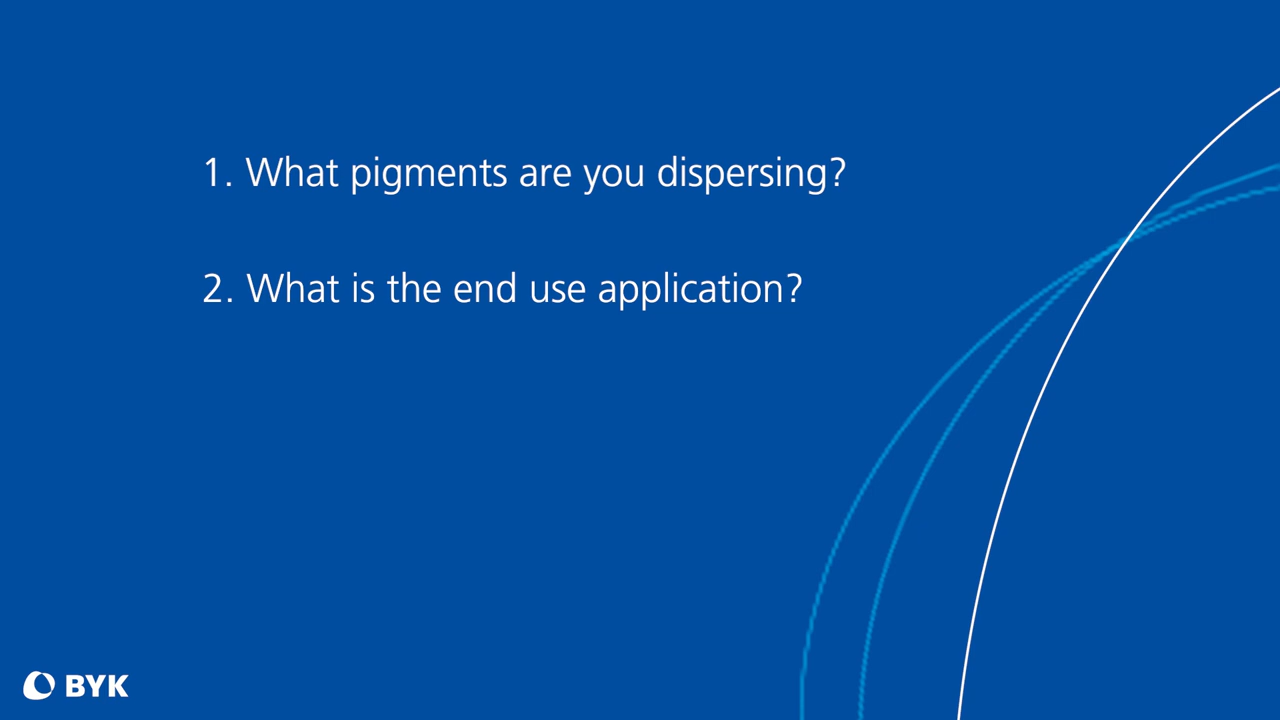 1. What pigments are you dispersing?
2. What is the end use application?
BYK